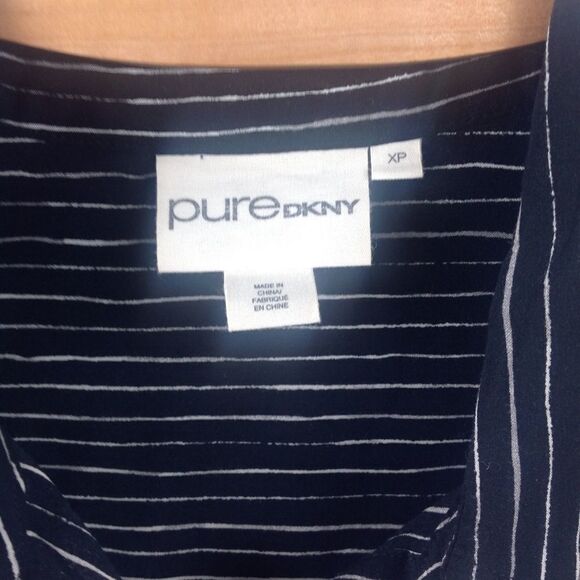 XP
pureDKNY
MADE IN
CHINA/
FABRIQUÉ
EN CHINE